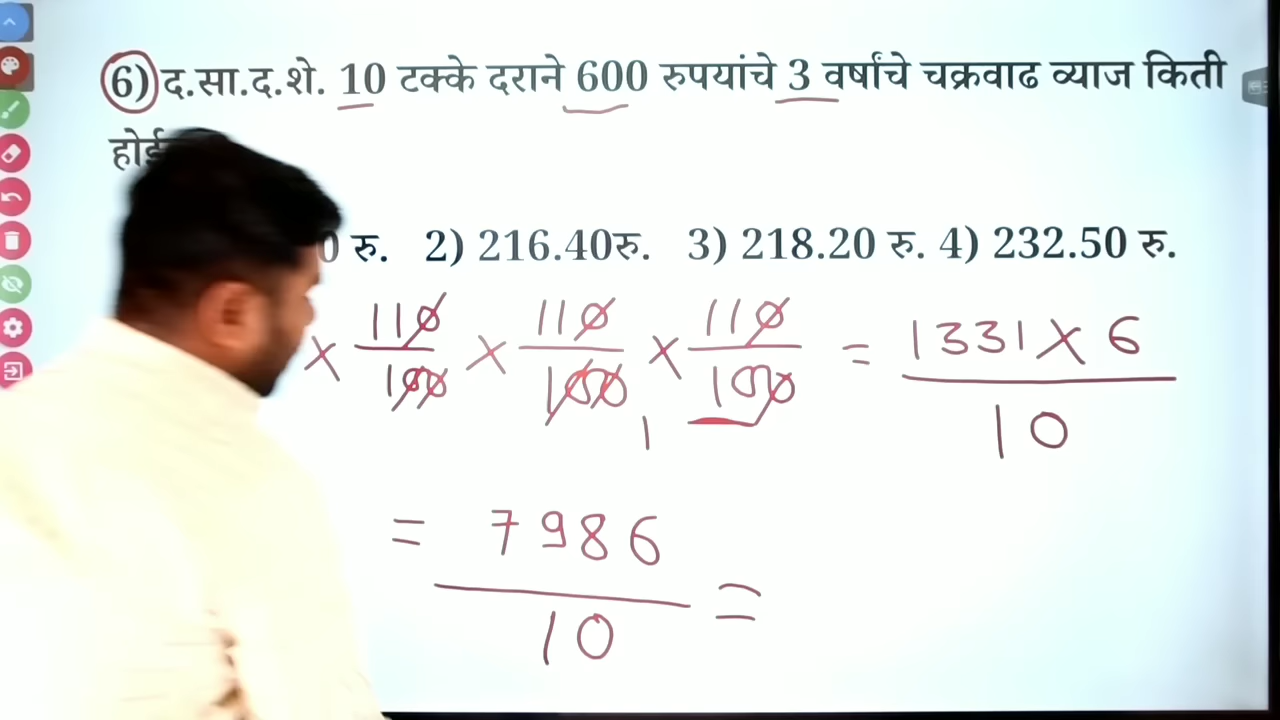 6) द.सा.द.शे. 10 टक्के दराने 600 रुपयांचे 3 वर्षांचे चक्रवाढ व्याज किती
रु. 2) 216.40रु. 3) 218.20 रु. 4) 232.50 रु.
× 110/100 × 110/100 × 110/100 = 1331 × 6/10
1
= 7986/10 =